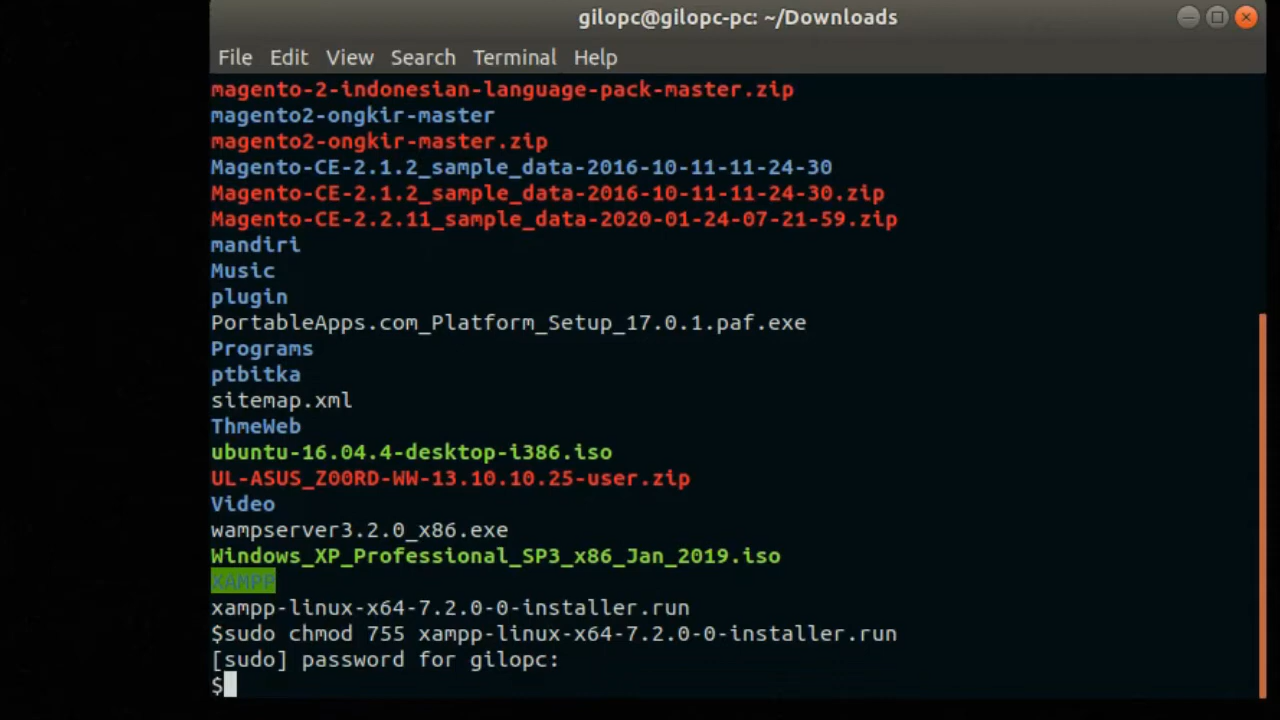 gilopc@gilopc-pc: ~/Downloads
File Edit View Search Terminal Help
magento-2-indonesian-language-pack-master.zip
magento2-ongkir-master
magento2-ongkir-master.zip
Magento-CE-2.1.2_sample_data-2016-10-11-11-24-30
Magento-CE-2.1.2_sample_data-2016-10-11-11-24-30.zip
Magento-CE-2.2.11_sample_data-2020-01-24-07-21-59.zip
mandiri
Music
plugin
PortableApps.com_Platform_Setup_17.0.1.paf.exe
Programs
ptbitka
sitemap.xml
ThmeWeb
ubuntu-16.04.4-desktop-i386.iso
UL-ASUS_Z00RD-WW-13.10.10.25-user.zip
Video
wampserver3.2.0_x86.exe
Windows_XP_Professional_SP3_x86_Jan_2019.iso
XAMPP
xampp-linux-x64-7.2.0-0-installer.run
$sudo chmod 755 xampp-linux-x64-7.2.0-0-installer.run
[sudo] password for gilopc:
$